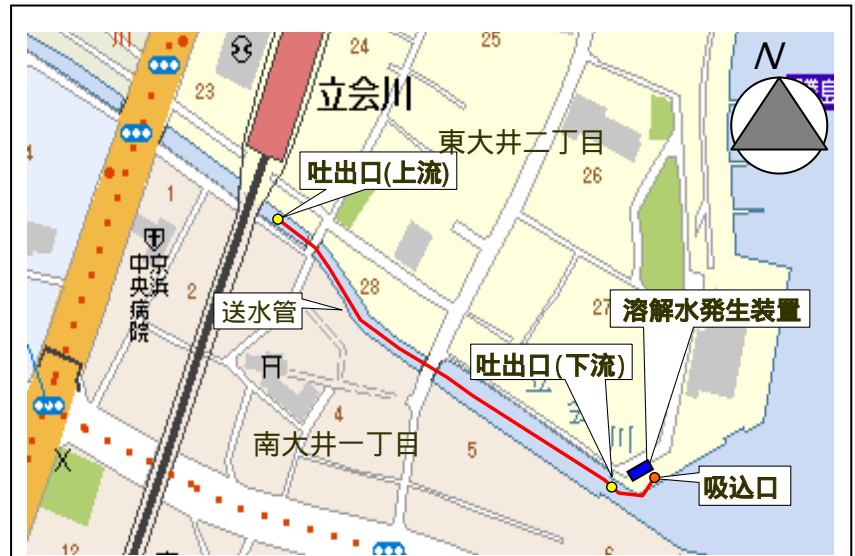 川
24
25
N
23
立会川
東大井二丁目
26
吐出口(上流)
1
京浜
中央病院
2
28
送水管
27
溶解水発生装置
吐出口(下流)
立会川
4
南大井一丁目
5
吸込口
12
6